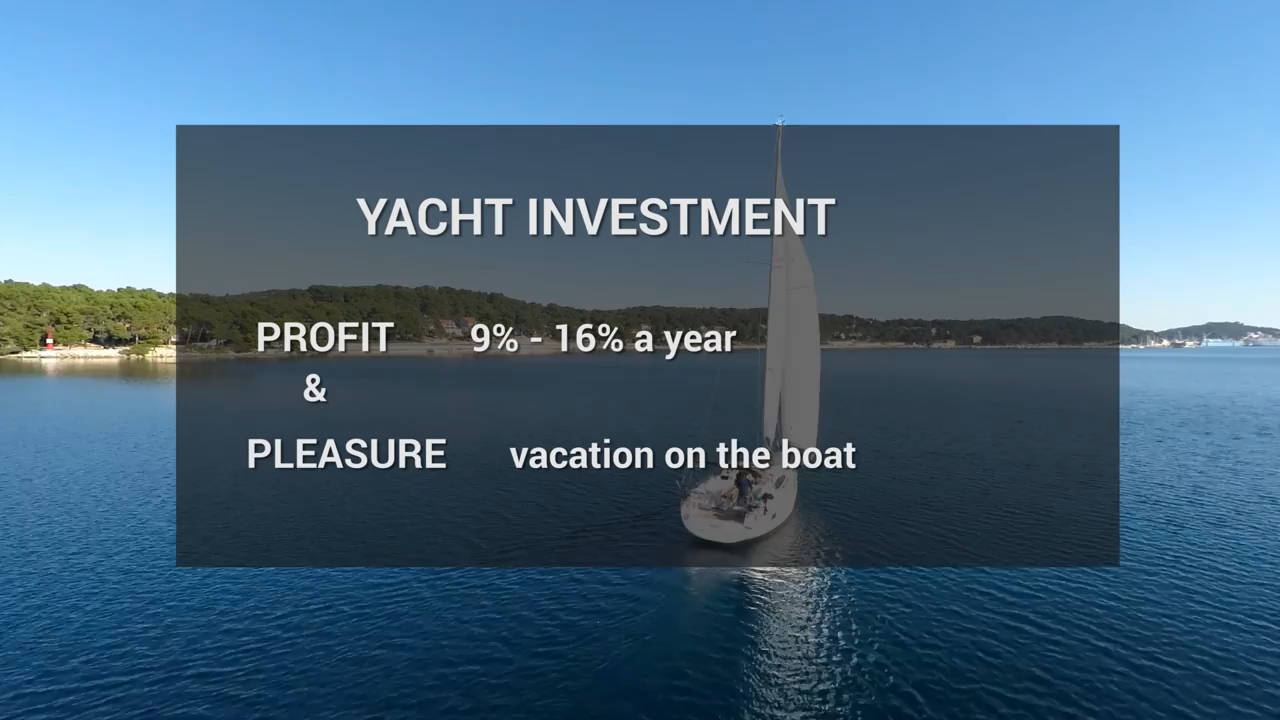 YACHT INVESTMENT
PROFIT 9% - 16% a year
&
PLEASURE vacation on the boat